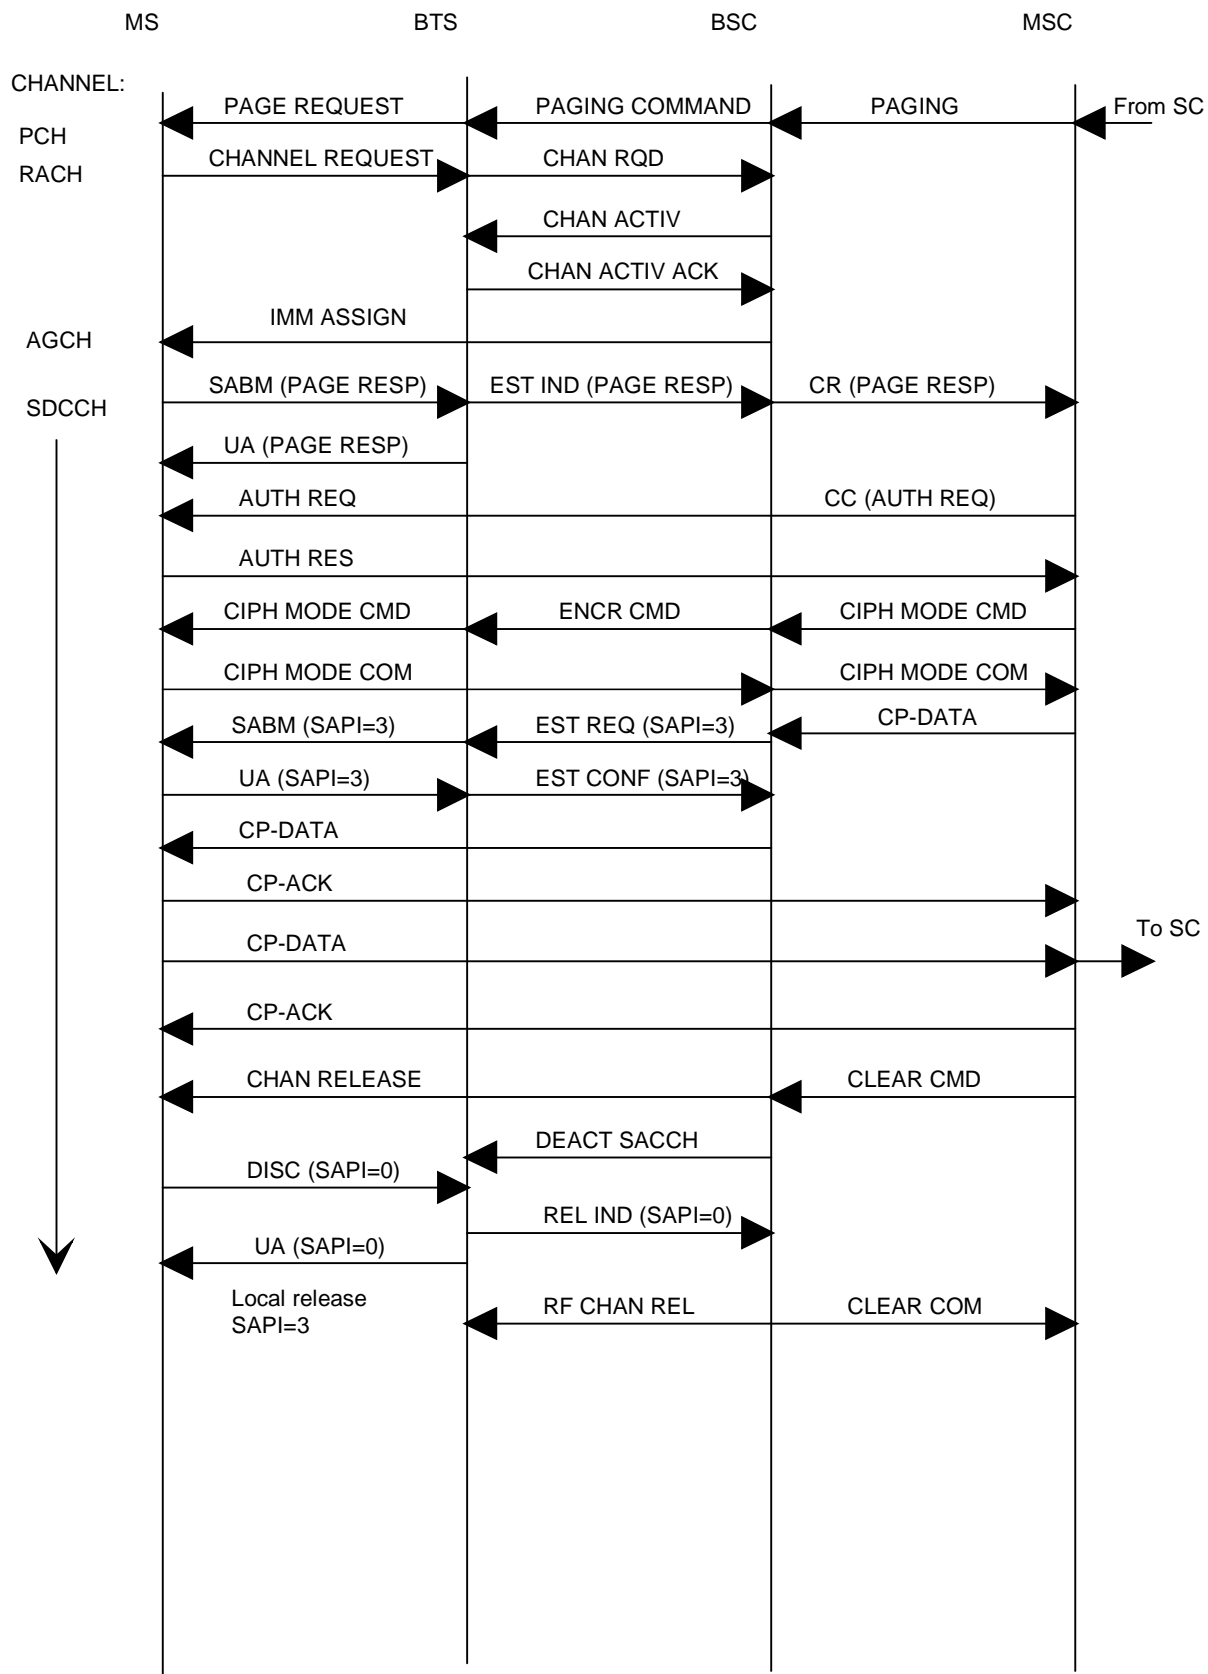 MS BTS BSC MSC
CHANNEL:
PAGE REQUEST PAGING COMMAND PAGING From SC
PCH
CHANNEL REQUEST CHAN RQD
RACH
CHAN ACTIV
CHAN ACTIV ACK
IMM ASSIGN
AGCH
SABM (PAGE RESP) EST IND (PAGE RESP) CR (PAGE RESP)
SDCCH
UA (PAGE RESP)
AUTH REQ CC (AUTH REQ)
AUTH RES
CIPH MODE CMD ENCR CMD CIPH MODE CMD
CIPH MODE COM CIPH MODE COM
CP-DATA
SABM (SAPI=3) EST REQ (SAPI=3)
UA (SAPI=3) EST CONF (SAPI=3)
CP-DATA
CP-ACK
To SC
CP-DATA
CP-ACK
CHAN RELEASE CLEAR CMD
DEACT SACCH
DISC (SAPI=0)
REL IND (SAPI=0)
UA (SAPI=0)
Local release RF CHAN REL CLEAR COM
SAPI=3